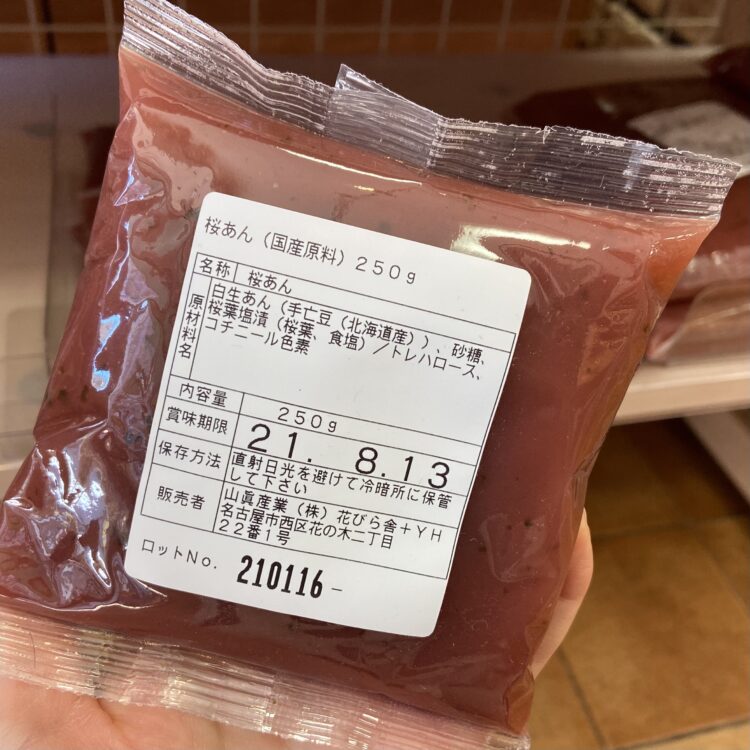 桜あん（国産原料）250g
名称 桜あん
原材料名 白生あん（手亡豆（北海道産））、砂糖、
桜葉塩漬（桜葉、食塩）／トレハロース、
コチニール色素
内容量 250g
賞味期限 21. 8.13
保存方法 直射日光を避けて冷暗所に保管
して下さい
販売者 山眞産業（株）花びら舎＋YH
名古屋市西区花の木二丁目
22番1号
ロットNo. 210116-